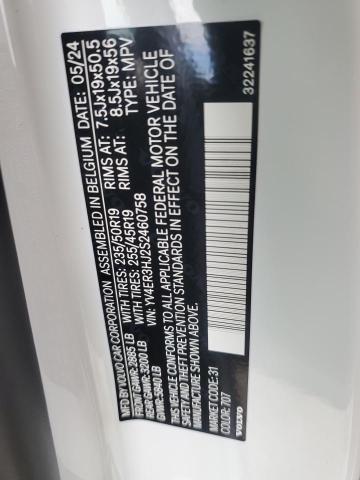 MFD BY VOLVO CAR CORPORATION ASSEMBLED IN BELGIUM DATE: 05/24
FRONT GAWR: 2885 LB WITH TIRES: 235/50R19 RIMS AT: 7.5Jx19x50.5
REAR GAWR: 3200 LB WITH TIRES: 255/45R19 RIMS AT: 8.5Jx19x56
GVWR: 5940 LB VIN: YV4ER3HJ2S2460758 TYPE: MPV
THIS VEHICLE CONFORMS TO ALL APPLICABLE FEDERAL MOTOR VEHICLE
SAFETY AND THEFT PREVENTION STANDARDS IN EFFECT ON THE DATE OF
MANUFACTURE SHOWN ABOVE.
MARKET CODE: 31
COLOR: 707
VOLVO 32241637